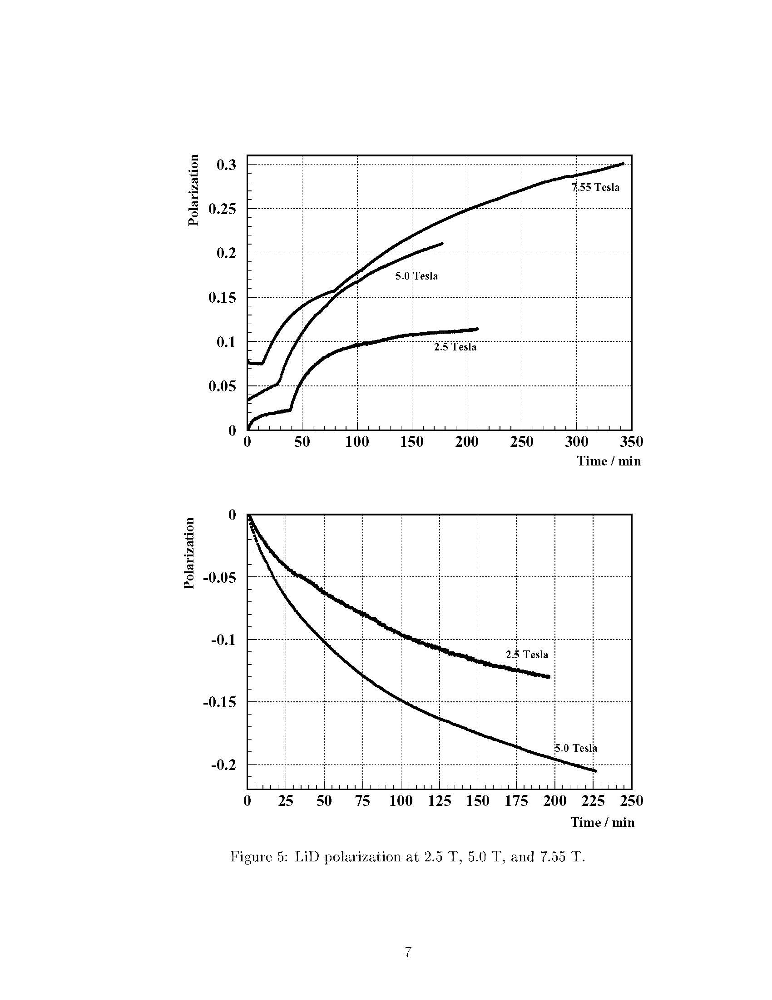 Polarization
0.3
0.25
0.2
0.15
0.1
0.05
0
7.55 Tesla
5.0 Tesla
2.5 Tesla
0 50 100 150 200 250 300 350
Time / min
Polarization
0
-0.05
-0.1
-0.15
-0.2
2.5 Tesla
5.0 Tesla
0 25 50 75 100 125 150 175 200 225 250
Time / min
Figure 5: LiD polarization at 2.5 T, 5.0 T, and 7.55 T.
7